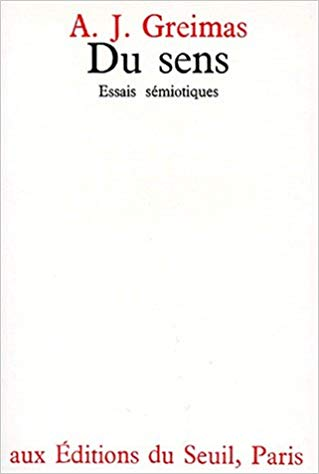 A. J. Greimas
Du sens
Essais sémiotiques
aux Éditions du Seuil, Paris